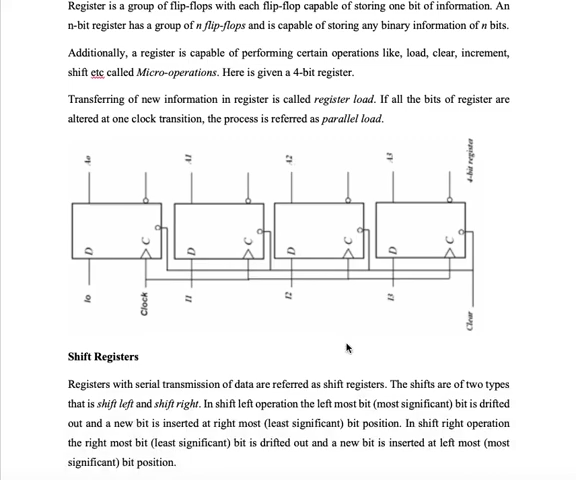 Register is a group of flip-flops with each flip-flop capable of storing one bit of information. An
n-bit register has a group of n flip-flops and is capable of storing any binary information of n bits.
Additionally, a register is capable of performing certain operations like, load, clear, increment,
shift etc called Micro-operations. Here is given a 4-bit register.
Transferring of new information in register is called register load. If all the bits of register are
altered at one clock transition, the process is referred as parallel load.
Ao
A1
A2
A3
4-bit register
D
C
D
C
D
C
D
C
Io
Clock
I1
I2
I3
Clear
Shift Registers
Registers with serial transmission of data are referred as shift registers. The shifts are of two types
that is shift left and shift right. In shift left operation the left most bit (most significant) bit is drifted
out and a new bit is inserted at right most (least significant) bit position. In shift right operation
the right most bit (least significant) bit is drifted out and a new bit is inserted at left most (most
significant) bit position.